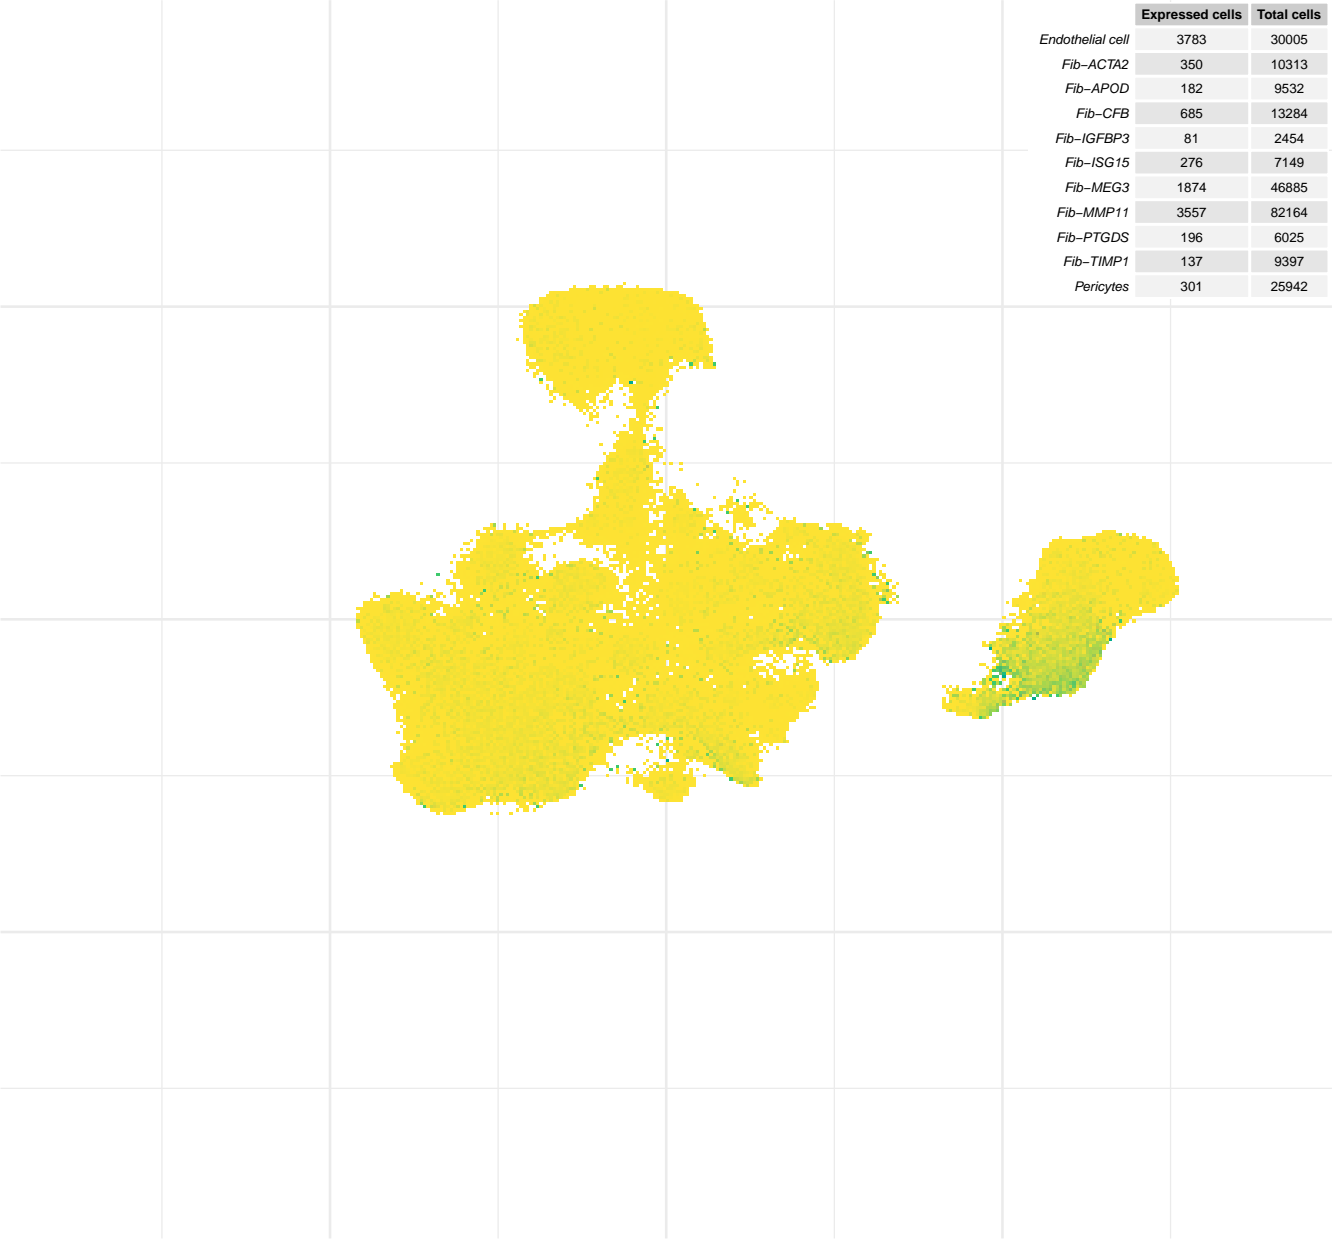 Expressed cells Total cells
Endothelial cell 3783 30005
Fib−ACTA2 350 10313
Fib−APOD 182 9532
Fib−CFB 685 13284
Fib−IGFBP3 81 2454
Fib−ISG15 276 7149
Fib−MEG3 1874 46885
Fib−MMP11 3557 82164
Fib−PTGDS 196 6025
Fib−TIMP1 137 9397
Pericytes 301 25942